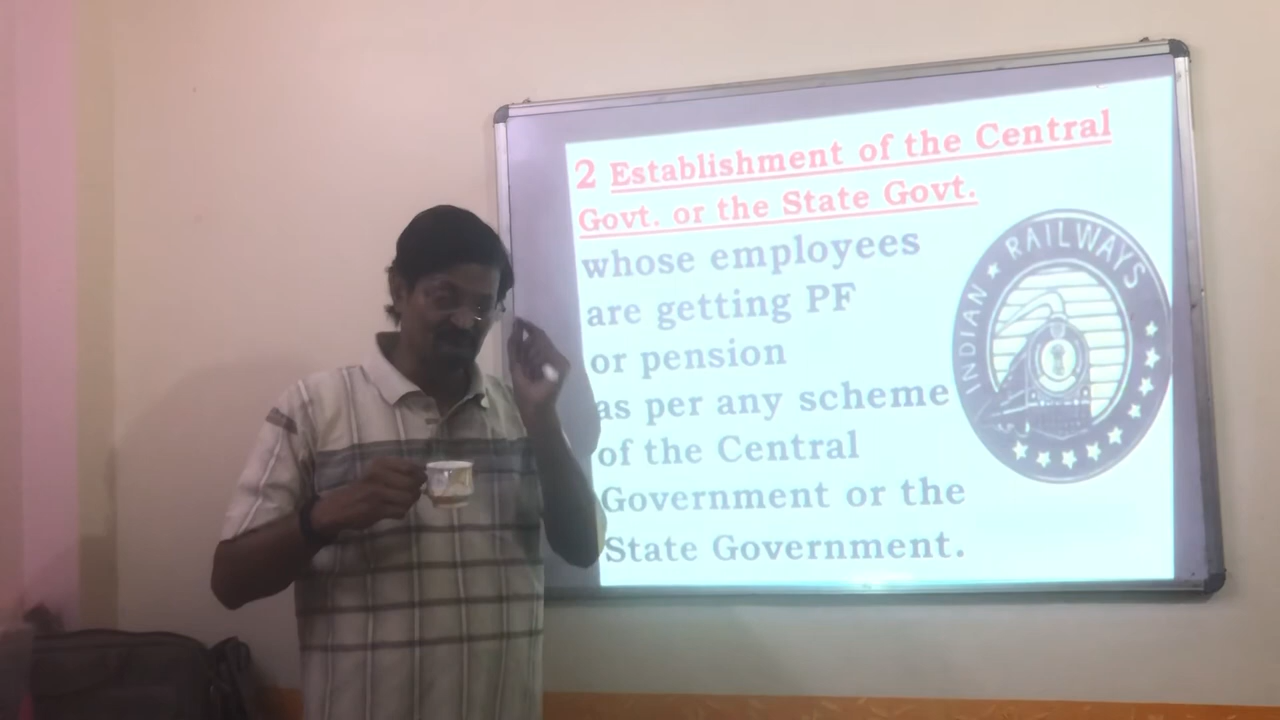 2 Establishment of the Central
Govt. or the State Govt.
whose employees
are getting PF
or pension
as per any scheme
of the Central
Government or the
State Government.
INDIAN ★ RAILWAYS